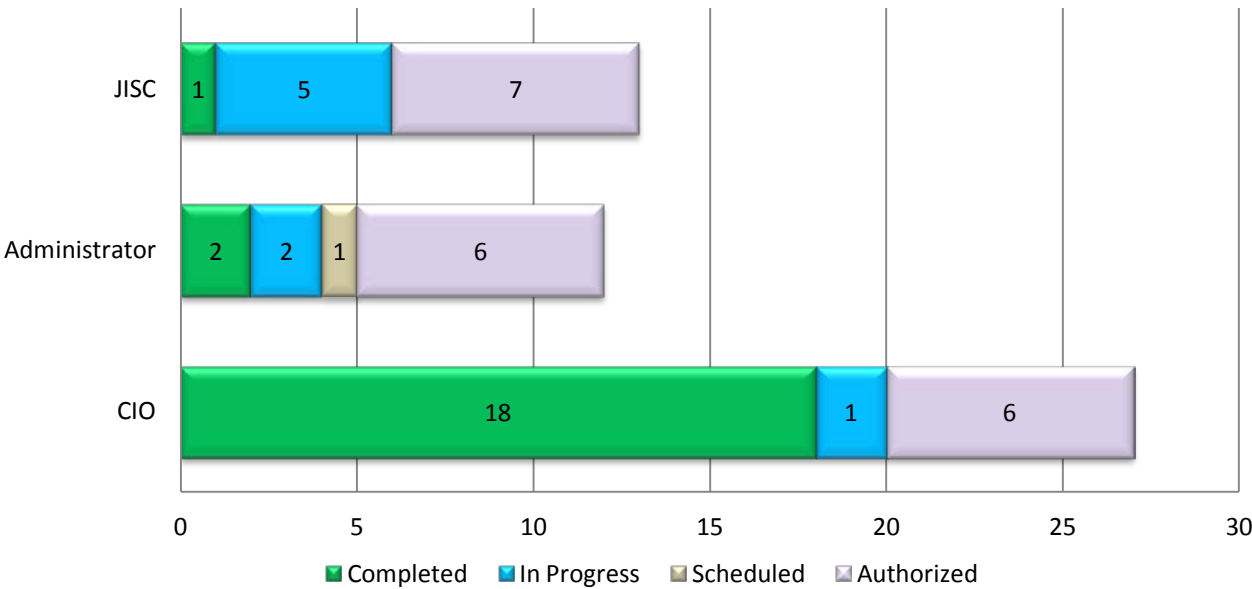 JISC 1 5 7
Administrator 2 2 1 6
CIO 18 1 6
0 5 10 15 20 25 30
Completed In Progress Scheduled Authorized